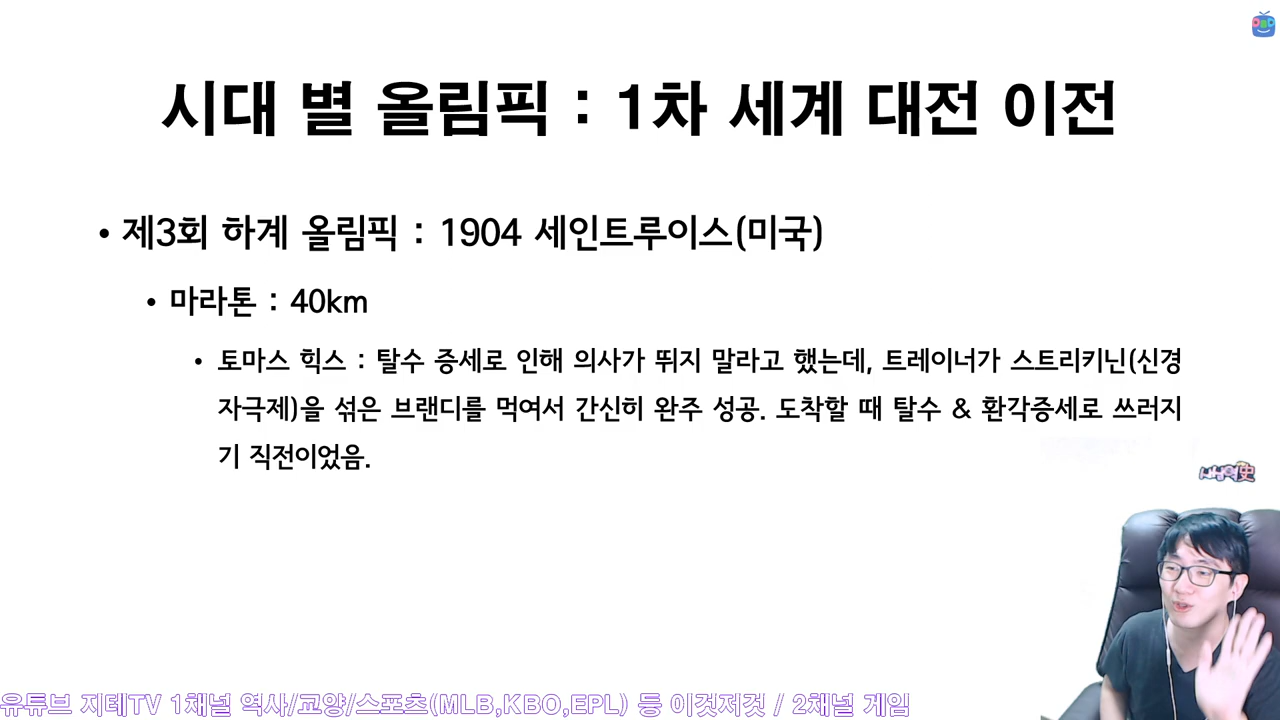 시대 별 올림픽 : 1차 세계 대전 이전
• 제3회 하계 올림픽 : 1904 세인트루이스(미국)
• 마라톤 : 40km
• 토마스 힉스 : 탈수 증세로 인해 의사가 뛰지 말라고 했는데, 트레이너가 스트리키닌(신경
자극제)을 섞은 브랜디를 먹여서 간신히 완주 성공. 도착할 때 탈수 & 환각증세로 쓰러지
기 직전이었음.
유튜브 지테TV 1채널 역사/교양/스포츠(MLB,KBO,EPL) 등 이것저것 / 2채널 게임